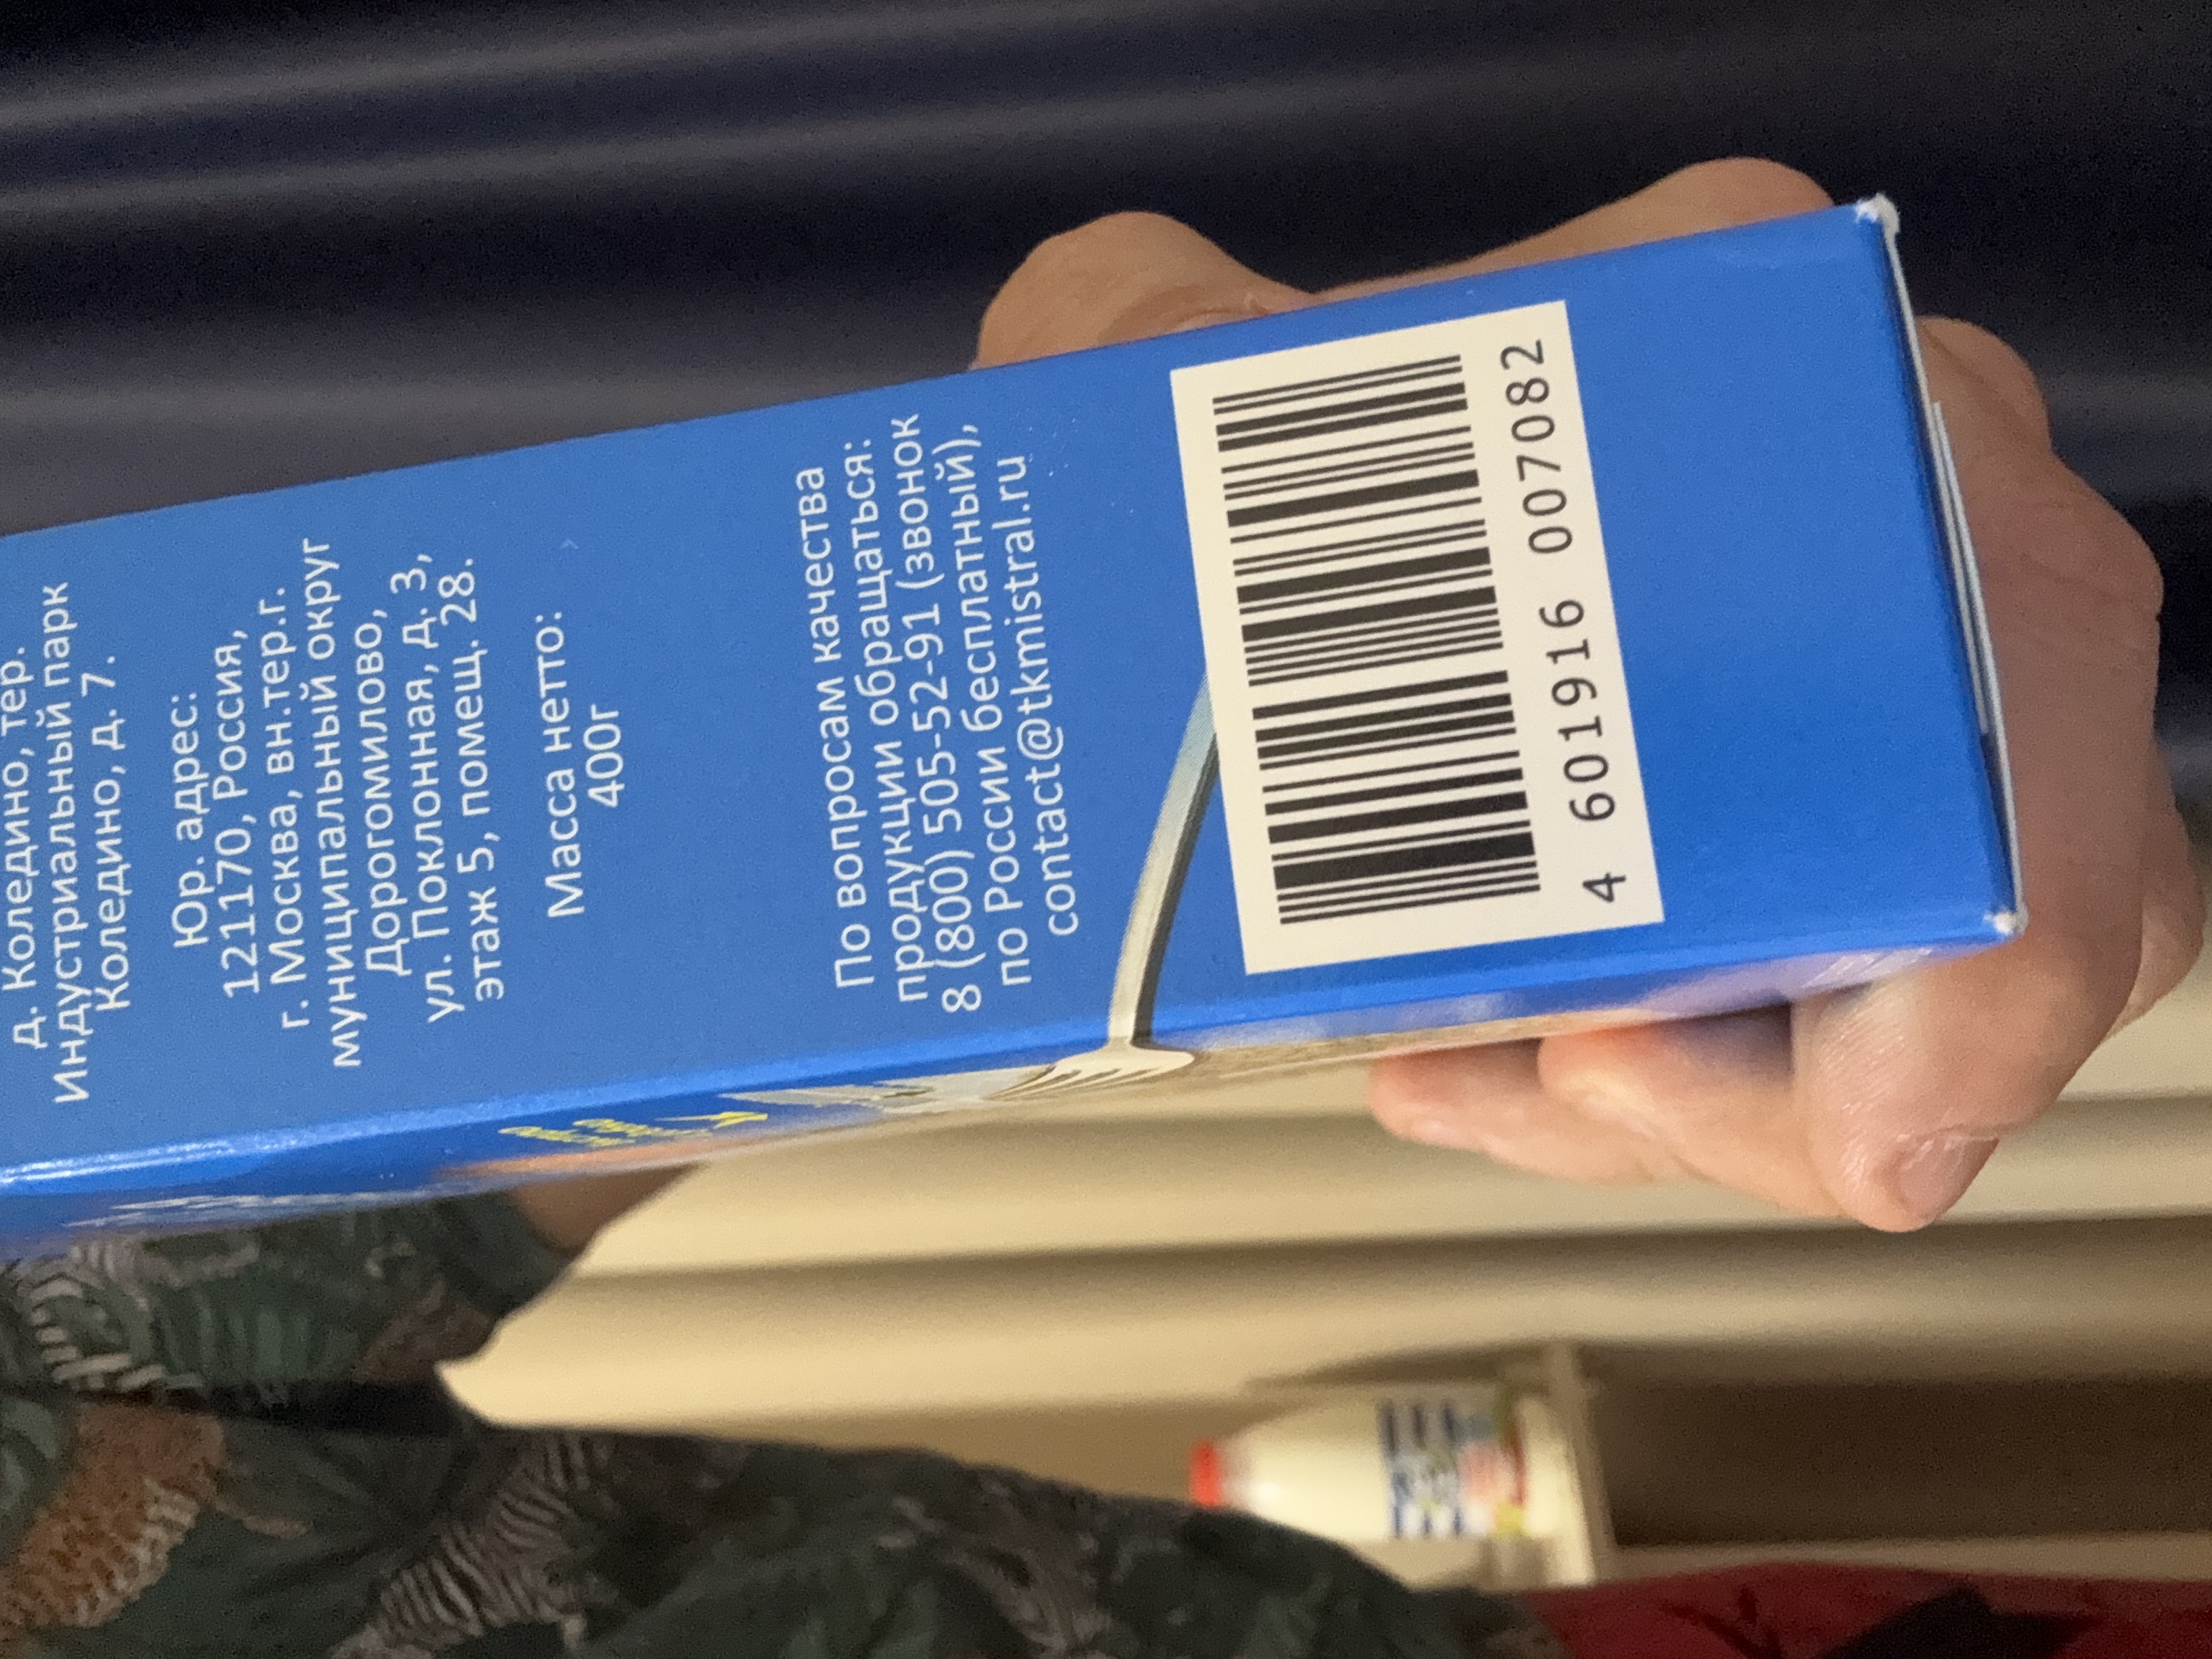 д. Коледино, тер.
Индустриальный парк
Коледино, д. 7.
Юр. адрес:
121170, Россия,
г. Москва, вн.тер.г.
муниципальный округ
Дорогомилово,
ул. Поклонная, д. 3,
этаж 5, помещ. 28.
Масса нетто:
400г
По вопросам качества
продукции обращаться:
8 (800) 505-52-91 (звонок
по России бесплатный),
contact@tkmistral.ru
4 601916 007082